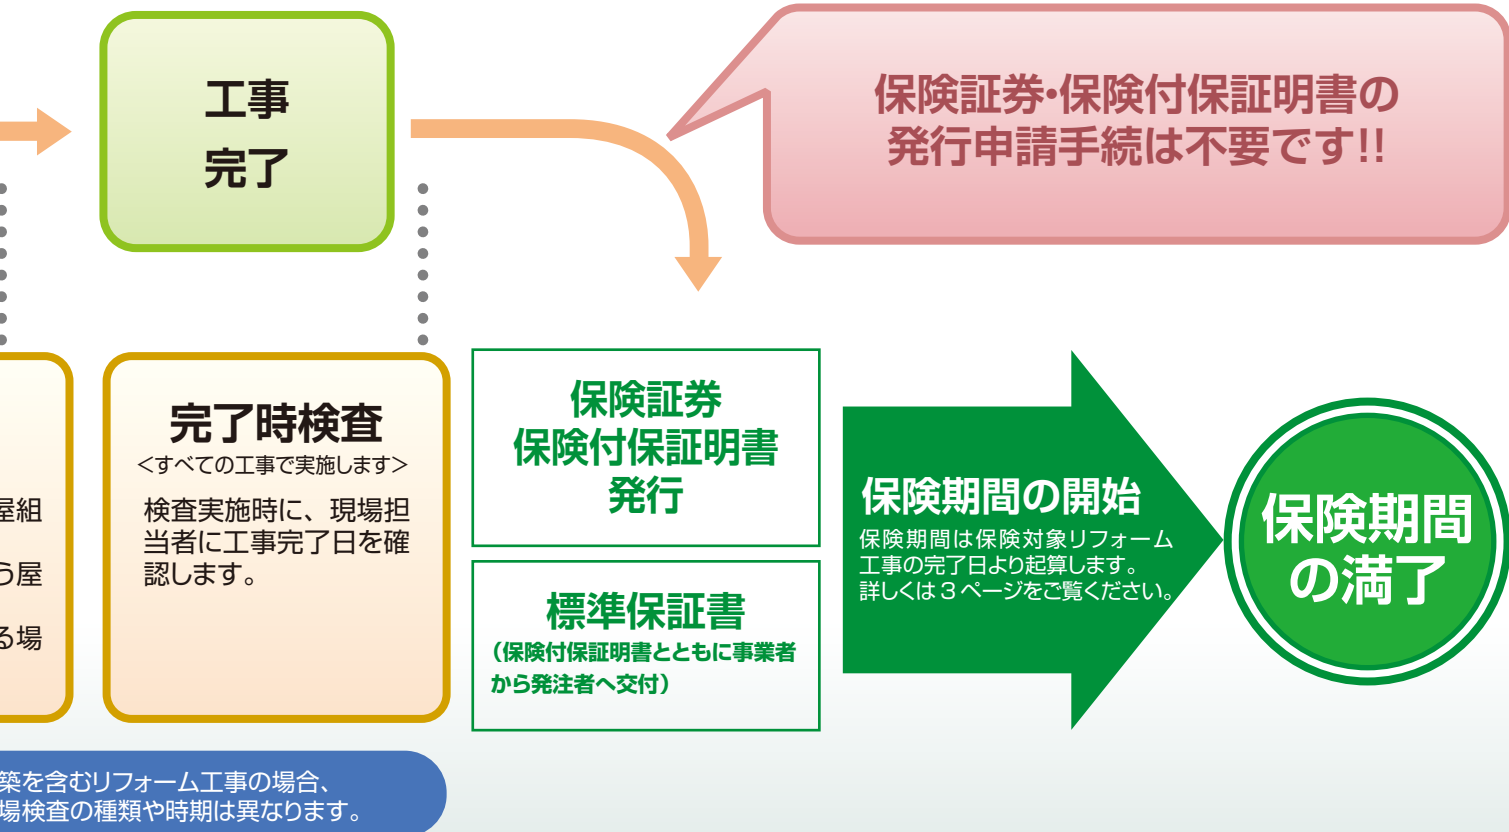 工事
完了
保険証券・保険付保証明書の
発行申請手続は不要です!!
屋組
う屋
る場
完了時検査
<すべての工事で実施します>
検査実施時に、現場担
当者に工事完了日を確
認します。
保険証券
保険付保証明書
発行
標準保証書
(保険付保証明書とともに事業者
から発注者へ交付)
保険期間の開始
保険期間は保険対象リフォーム
工事の完了日より起算します。
詳しくは3ページをご覧ください。
保険期間
の満了
築を含むリフォーム工事の場合、
場検査の種類や時期は異なります。